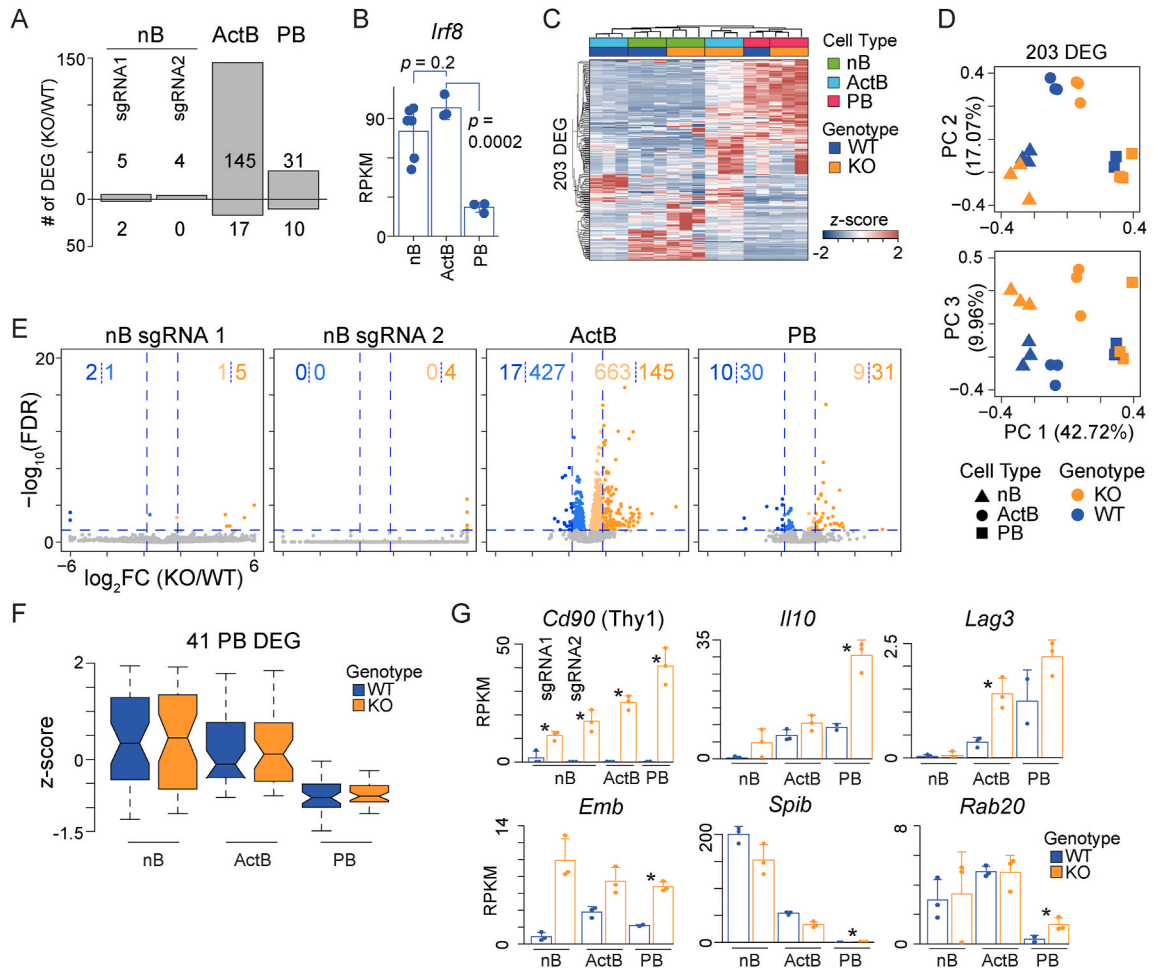 A
nB
ActB
PB
sgRNA1
sgRNA2
# of DEG (KO/WT)
150
0
50
5
4
145
31
2
0
17
10
B
Irf8
p = 0.2
p =
0.0002
RPKM
90
0
nB
ActB
PB
C
203 DEG
Cell Type
nB
ActB
PB
Genotype
WT
KO
z-score
-2
2
D
203 DEG
PC 2
(17.07%)
0.4
−0.4
PC 3
(9.96%)
0.5
−0.4
−0.4
0.4
PC 1 (42.72%)
Cell Type
nB
ActB
PB
Genotype
KO
WT
E
nB sgRNA 1
nB sgRNA 2
ActB
PB
−log10(FDR)
20
0
2 1
1 5
0 0
0 4
17 427
663 145
10 30
9 31
-6
6
log2FC (KO/WT)
F
41 PB DEG
Genotype
WT
KO
z-score
2
0
-1.5
nB
ActB
PB
G
Cd90 (Thy1)
RPKM
50
0
sgRNA1
sgRNA2
*
*
*
*
nB
ActB
PB
Il10
35
0
*
nB
ActB
PB
Lag3
2.5
0
*
nB
ActB
PB
Emb
RPKM
14
0
*
nB
ActB
PB
Spib
200
0
*
nB
ActB
PB
Rab20
8
0
*
nB
ActB
PB
Genotype
WT
KO